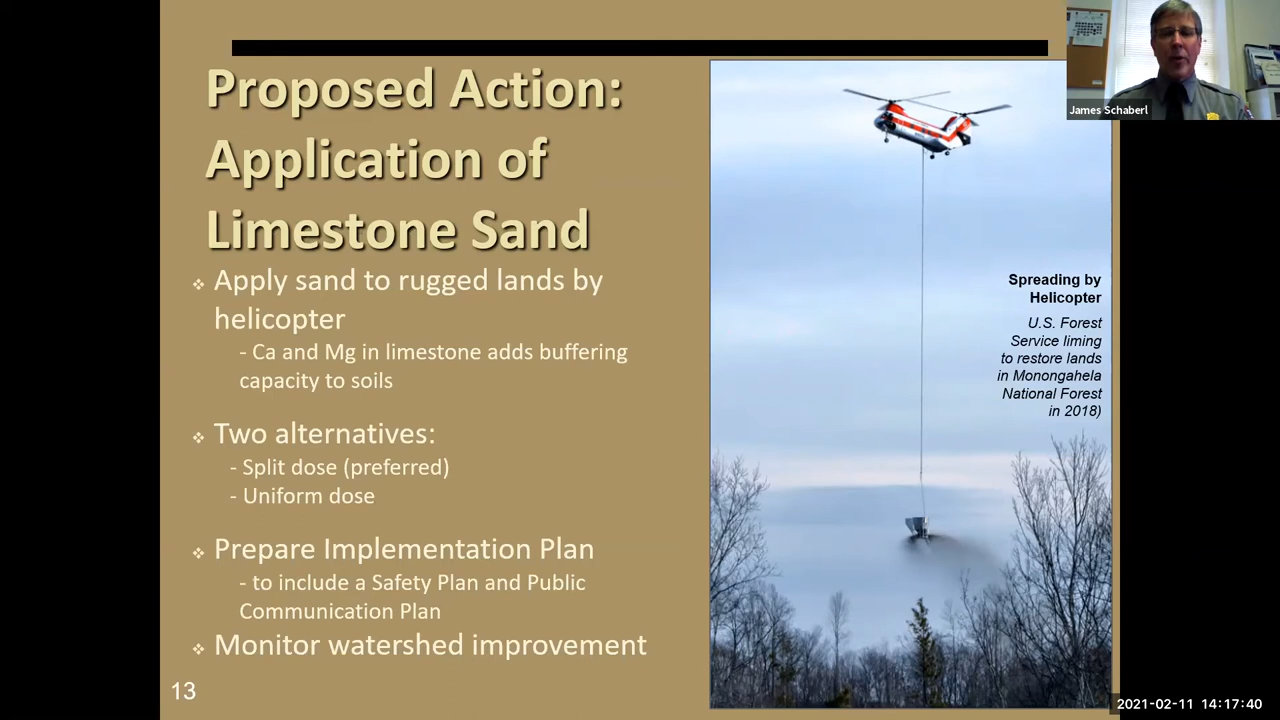 Proposed Action:
Application of
Limestone Sand
❖ Apply sand to rugged lands by
helicopter
- Ca and Mg in limestone adds buffering
capacity to soils
❖ Two alternatives:
- Split dose (preferred)
- Uniform dose
❖ Prepare Implementation Plan
- to include a Safety Plan and Public
Communication Plan
❖ Monitor watershed improvement
13
Spreading by
Helicopter
U.S. Forest
Service liming
to restore lands
in Monongahela
National Forest
in 2018)
James Schaberl
2021-02-11 14:17:40